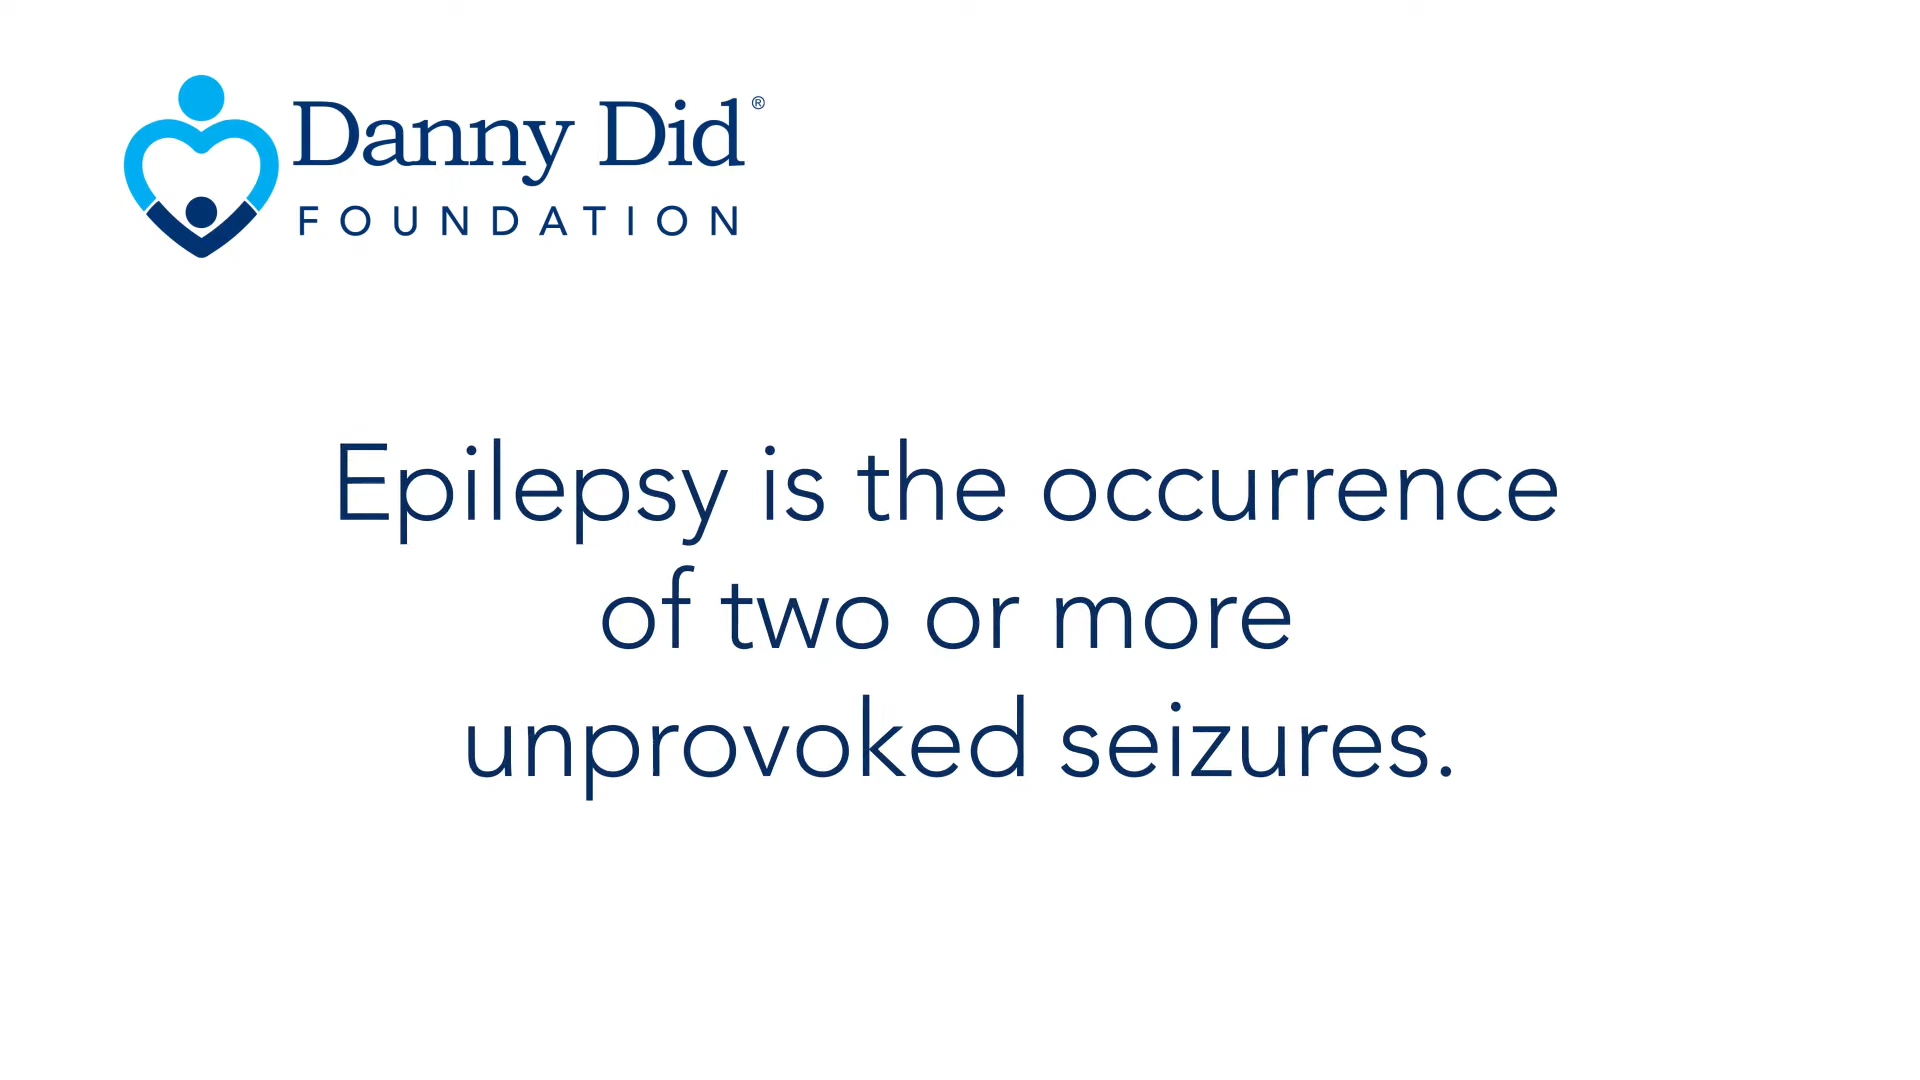 Danny Did®
FOUNDATION
Epilepsy is the occurrence
of two or more
unprovoked seizures.